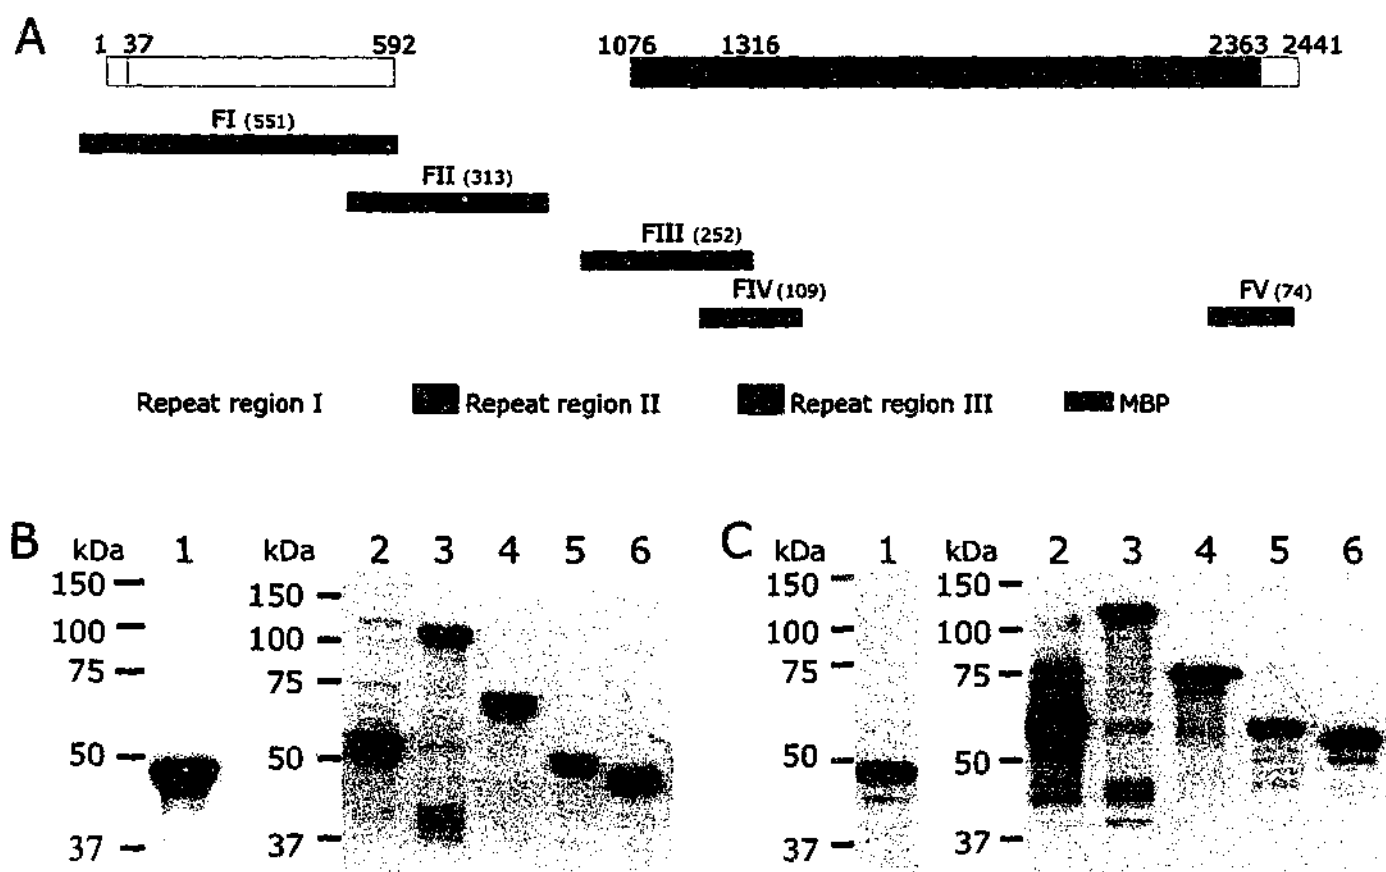 A
1 37 592 1076 1316 2363 2441
FI (551)
FII (313)
FIII (252)
FIV (109) FV (74)
Repeat region I Repeat region II Repeat region III MBP
B kDa 1 kDa 2 3 4 5 6
150 150
100 100
75 75
50 50
37 37
C kDa 1 kDa 2 3 4 5 6
150 150
100 100
75 75
50 50
37 37